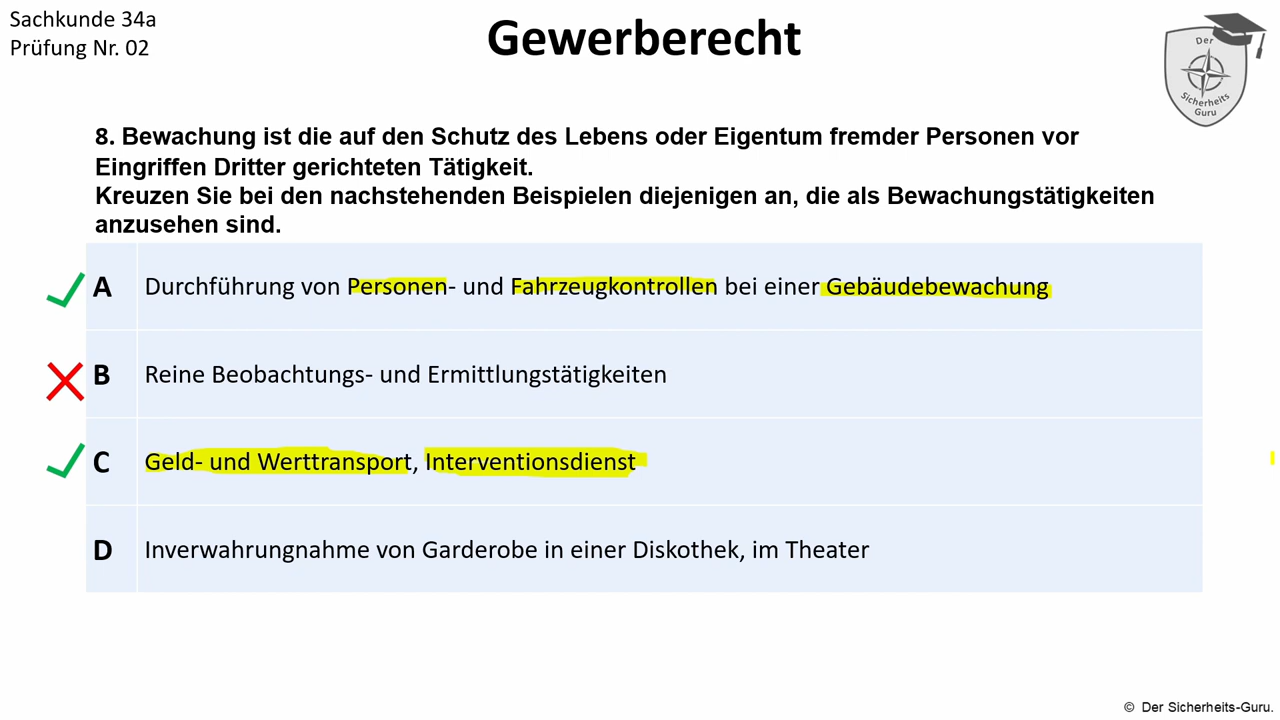 Sachkunde 34a
Prüfung Nr. 02
Gewerberecht
Der
Sicherheits
Guru
8. Bewachung ist die auf den Schutz des Lebens oder Eigentum fremder Personen vor
Eingriffen Dritter gerichteten Tätigkeit.
Kreuzen Sie bei den nachstehenden Beispielen diejenigen an, die als Bewachungstätigkeiten
anzusehen sind.
A Durchführung von Personen- und Fahrzeugkontrollen bei einer Gebäudebewachung
B Reine Beobachtungs- und Ermittlungstätigkeiten
C Geld- und Werttransport, Interventionsdienst
D Inverwahrungnahme von Garderobe in einer Diskothek, im Theater
© Der Sicherheits-Guru.